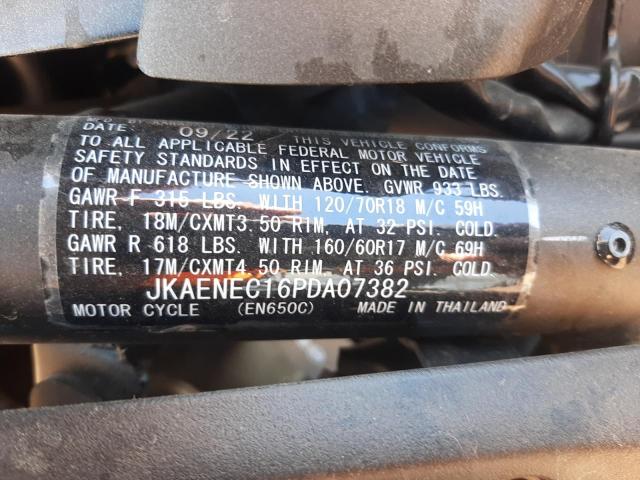 DATE: 09/22 THIS VEHICLE CONFORMS
TO ALL APPLICABLE FEDERAL MOTOR VEHICLE
SAFETY STANDARDS IN EFFECT ON THE DATE
OF MANUFACTURE SHOWN ABOVE. GVWR 933 LBS.
GAWR F 315 LBS. WITH 120/70R18 M/C 59H
TIRE, 18M/CXMT3.50 RIM, AT 32 PSI. COLD.
GAWR R 618 LBS. WITH 160/60R17 M/C 69H
TIRE, 17M/CXMT4.50 RIM, AT 36 PSI. COLD.
JKAENEC16PDA07382
MOTOR CYCLE (EN650C) MADE IN THAILAND